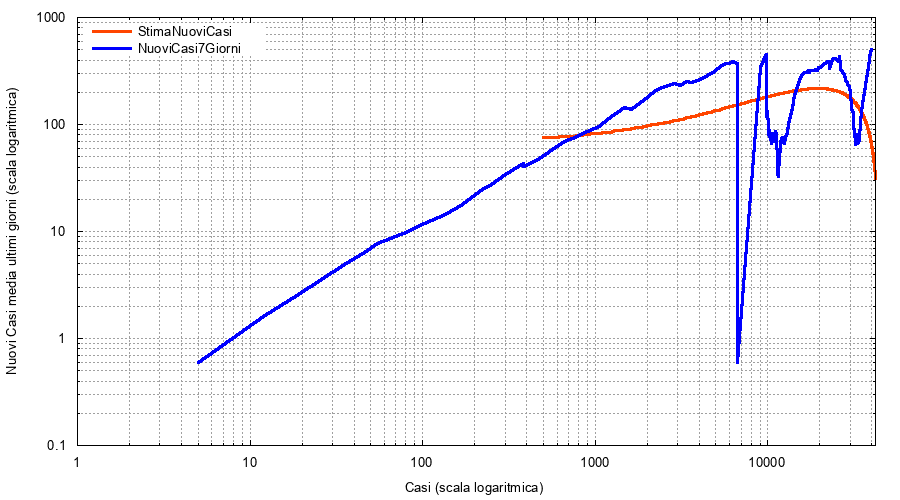 1000
StimaNuoviCasi
NuoviCasi7Giorni
100
10
1
0.1
Nuovi Casi media ultimi giorni (scala logaritmica)
1 10 100 1000 10000
Casi (scala logaritmica)